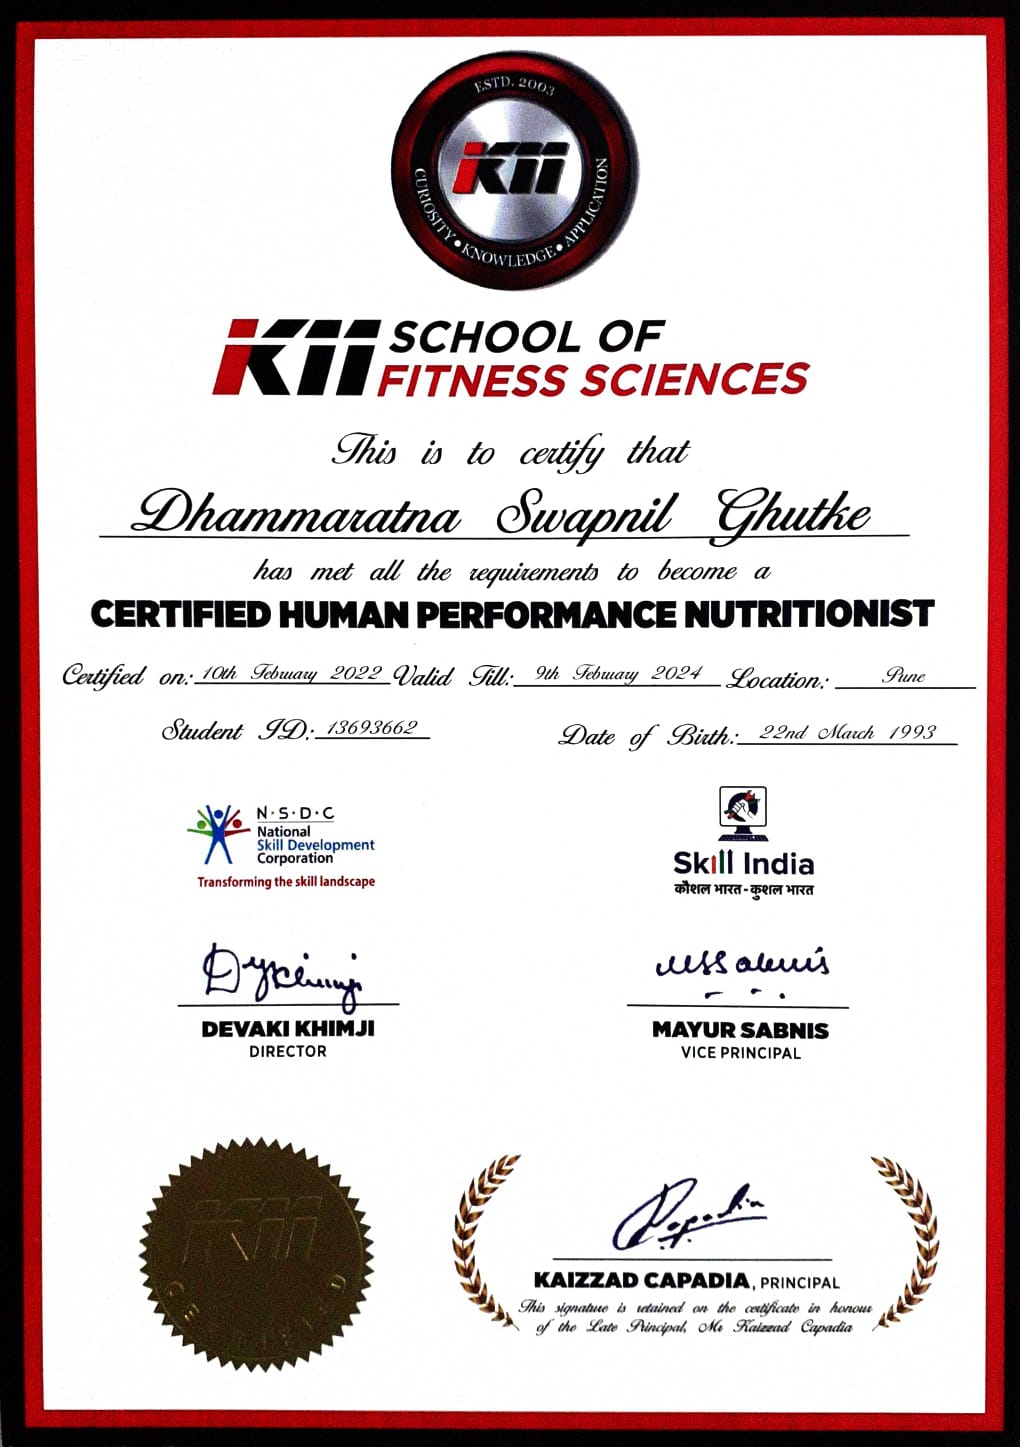 ESTD. 2003
K11
CURIOSITY • KNOWLEDGE • APPLICATION
K11 SCHOOL OF
FITNESS SCIENCES
This is to certify that
Dhammaratna Swapnil Ghutke
has met all the requirements to become a
CERTIFIED HUMAN PERFORMANCE NUTRITIONIST
Certified on: 10th February 2022 Valid Till: 9th February 2024 Location: Pune
Student ID: 13693662 Date of Birth: 22nd March 1993
N·S·D·C
National
Skill Development
Corporation
Transforming the skill landscape
Skill India
कौशल भारत - कुशल भारत
DEVAKI KHIMJI
DIRECTOR
MAYUR SABNIS
VICE PRINCIPAL
K11
KAIZZAD CAPADIA, PRINCIPAL
This signature is retained on the certificate in honour
of the Late Principal, Mr Kaizzad Capadia